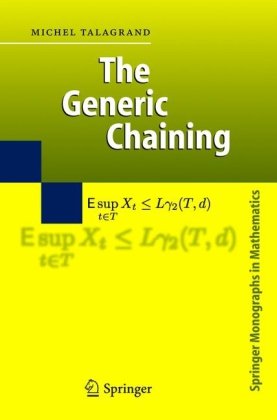 MICHEL TALAGRAND
The
Generic
Chaining
E sup X_t ≤ Lγ₂(T, d)
t∈T
E sup X_t ≤ Lγ₂(T, d)
t∈T
Springer Monographs in Mathematics
Springer